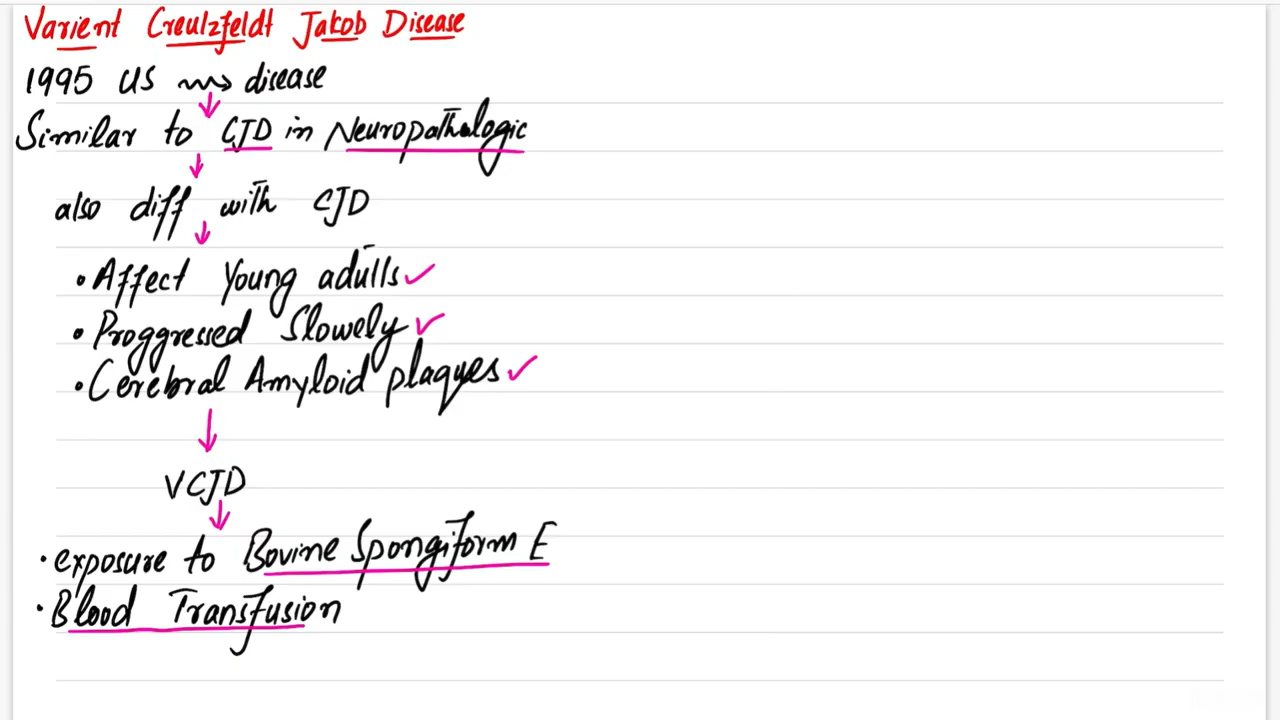 Varient Creulzfeldt Jakob Disease
1995 US → disease
Similar to CJD in Neuropathologic
also diff with CJD
• Affect Young adults
• Proggressed Slowely
• Cerebral Amyloid plaques
VCJD
• exposure to Bovine Spongiform E
• Blood Transfusion